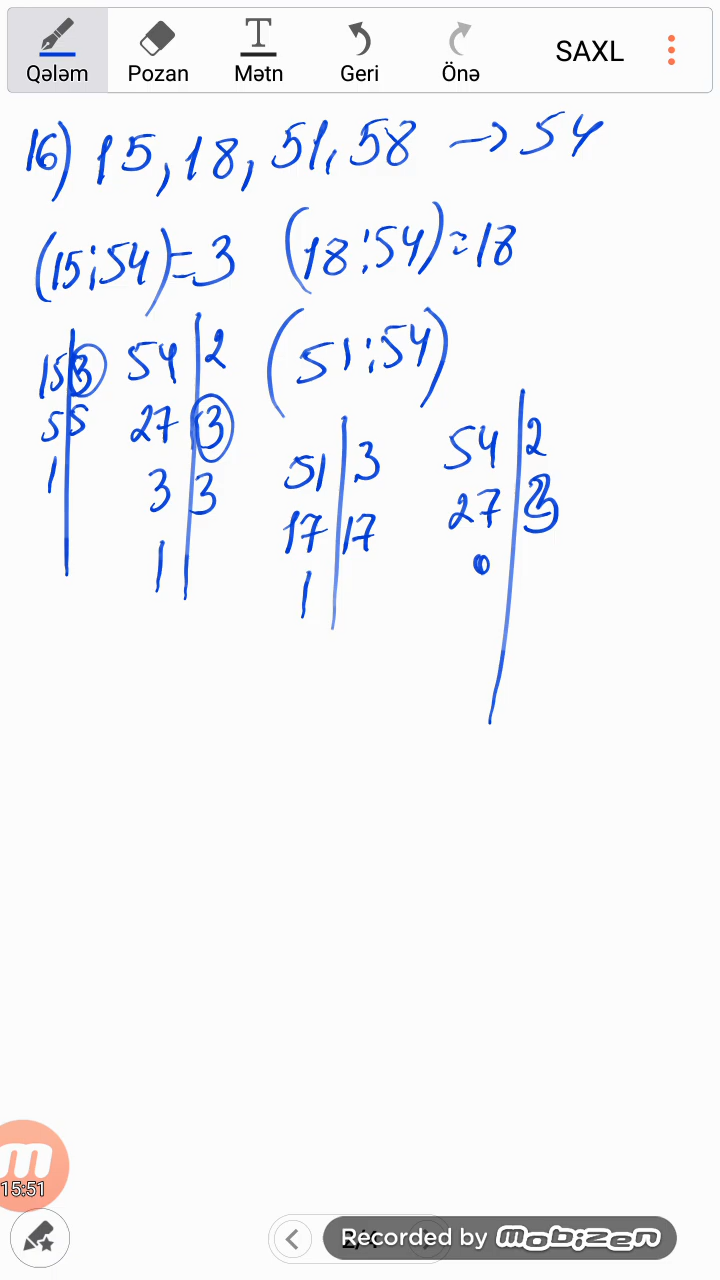 Qələm Pozan Mətn Geri Önə SAXL
16) 15, 18, 51, 58 → 54
(15;54)=3 (18;54)=18
15 3 54 2 (51;54)
5 5 27 3 51 3 54 2
1 3 3 17 17 27 3
1 1
15:51
Recorded by mobizen